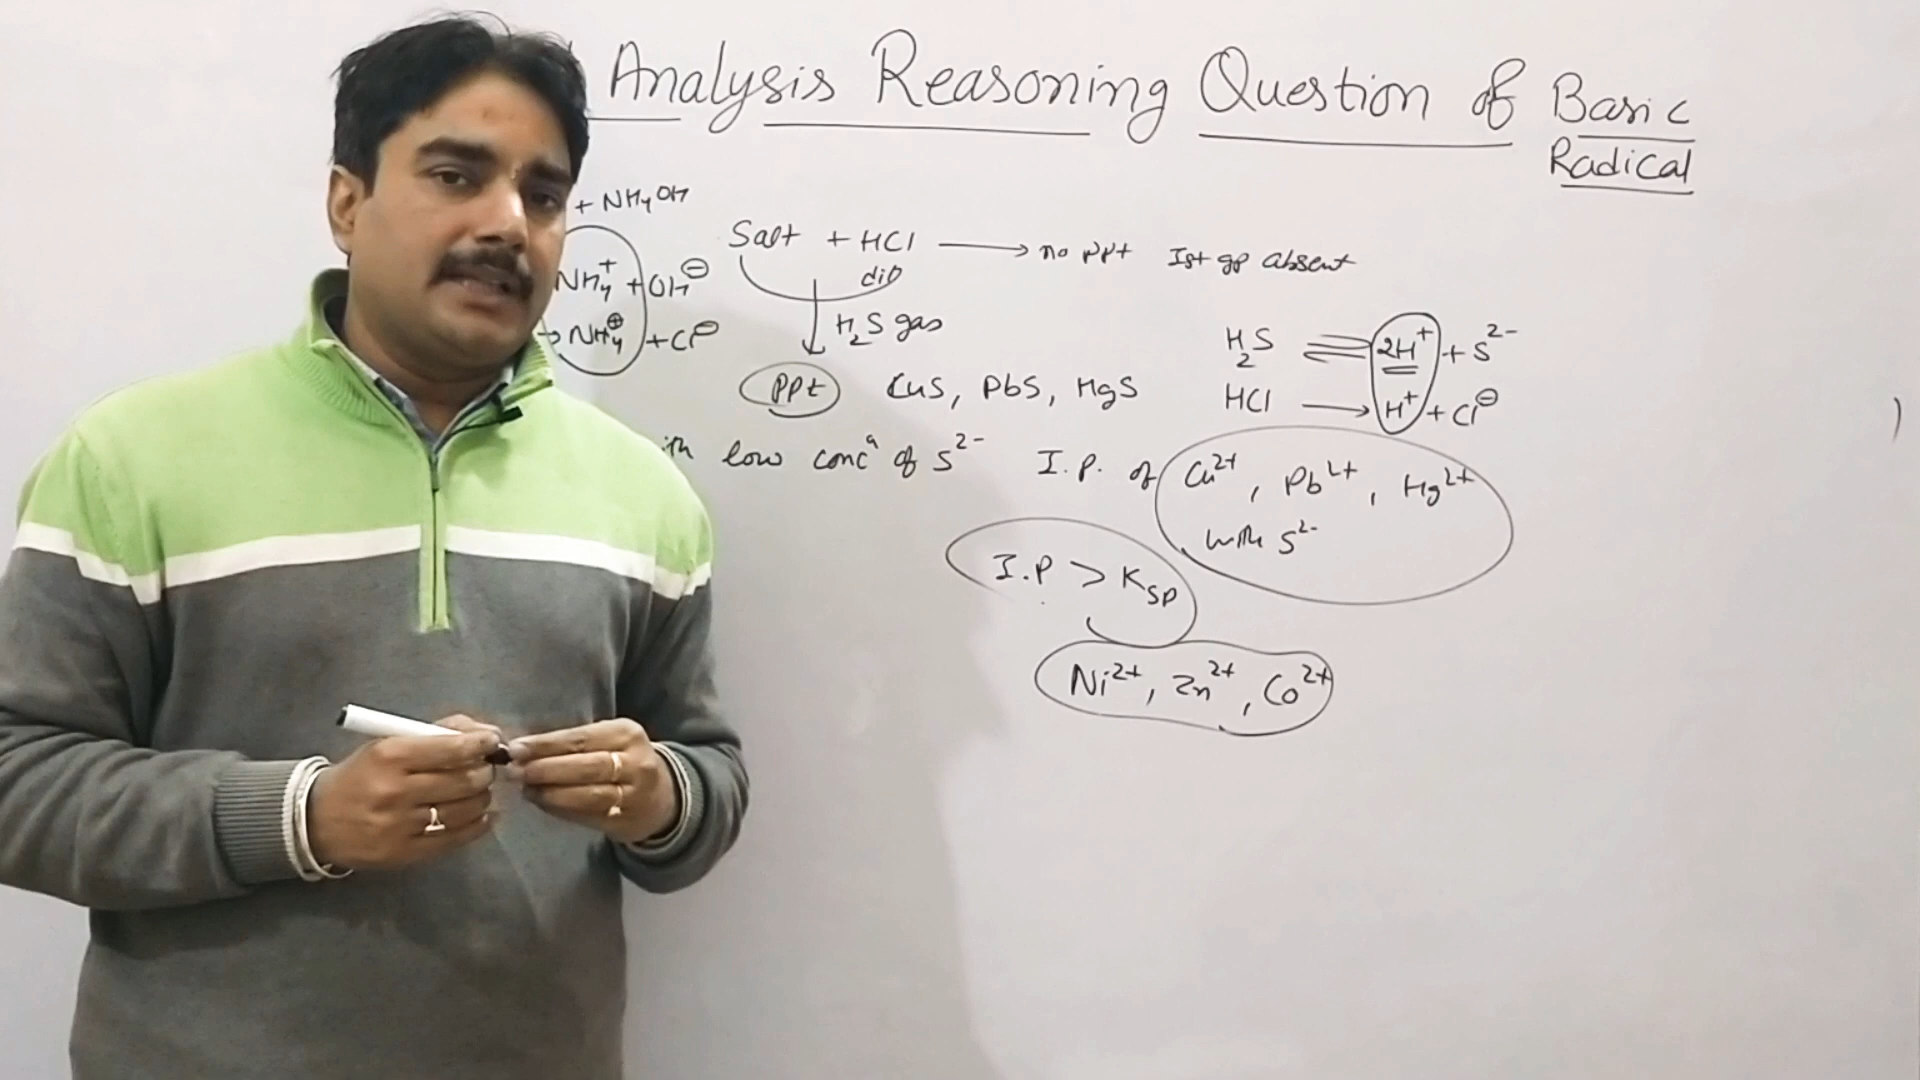 Analysis Reasoning Question of Basic
Radical
+ NH₄OH
Salt + HCl ⟶ no ppt Ist gp absent
dil
NH₄⁺ + OH⊖
→ NH₄⊕ + Cl⊖
H₂S gas
H₂S ⇌ 2H⁺ + S²⁻
HCl ⟶ H⁺ + Cl⊖
ppt CuS, PbS, HgS
low concⁿ of S²⁻ I.P. of Cu²⁺, Pb²⁺, Hg²⁺
with S²⁻
I.P > Ksp
Ni²⁺, Zn²⁺, Co²⁺